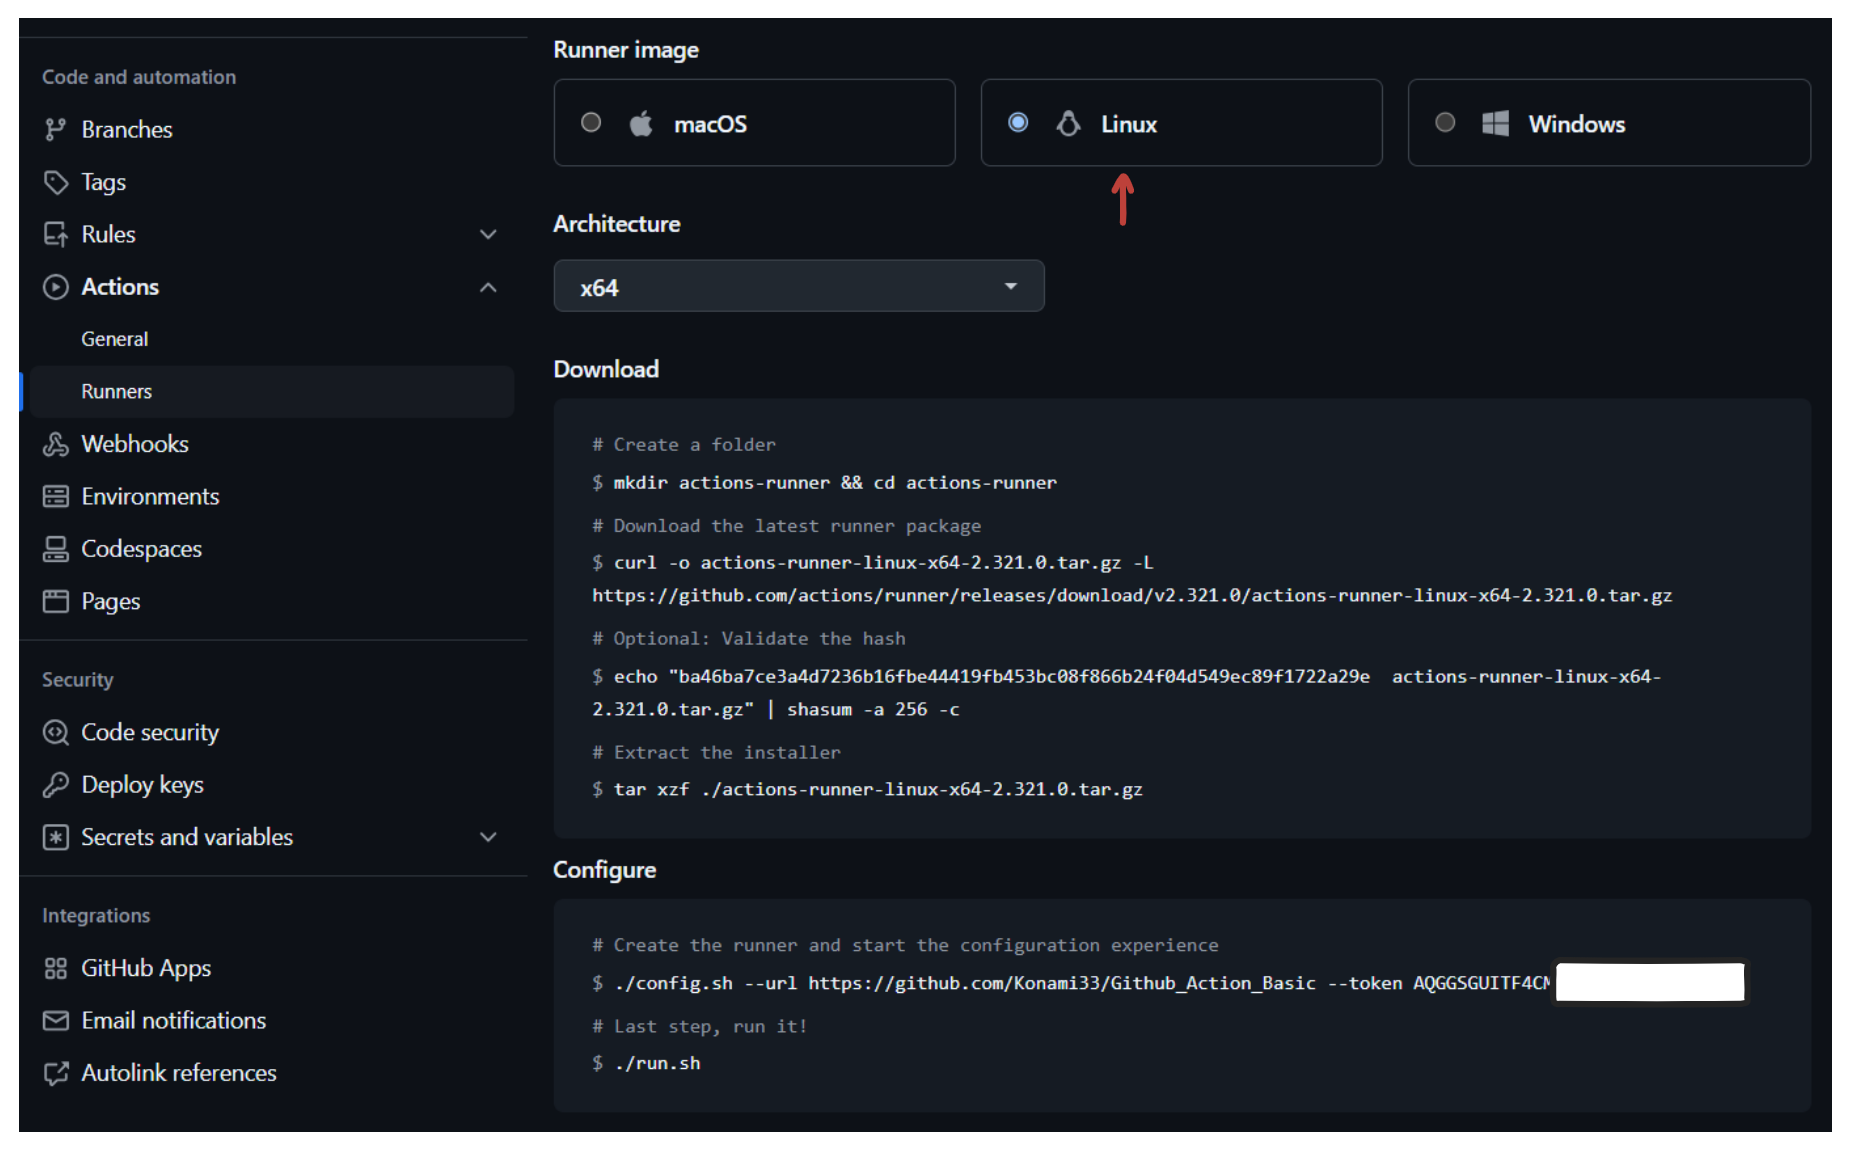 Code and automation
Branches
Tags
Rules
Actions
General
Runners
Webhooks
Environments
Codespaces
Pages
Security
Code security
Deploy keys
Secrets and variables
Integrations
GitHub Apps
Email notifications
Autolink references
Runner image
macOS
Linux
Windows
Architecture
x64
Download
# Create a folder
$ mkdir actions-runner && cd actions-runner
# Download the latest runner package
$ curl -o actions-runner-linux-x64-2.321.0.tar.gz -L
https://github.com/actions/runner/releases/download/v2.321.0/actions-runner-linux-x64-2.321.0.tar.gz
# Optional: Validate the hash
$ echo "ba46ba7ce3a4d7236b16fbe44419fb453bc08f866b24f04d549ec89f1722a29e  actions-runner-linux-x64-
2.321.0.tar.gz" | shasum -a 256 -c
# Extract the installer
$ tar xzf ./actions-runner-linux-x64-2.321.0.tar.gz
Configure
# Create the runner and start the configuration experience
$ ./config.sh --url https://github.com/Konami33/Github_Action_Basic --token AQGGSGUITF4CM
# Last step, run it!
$ ./run.sh